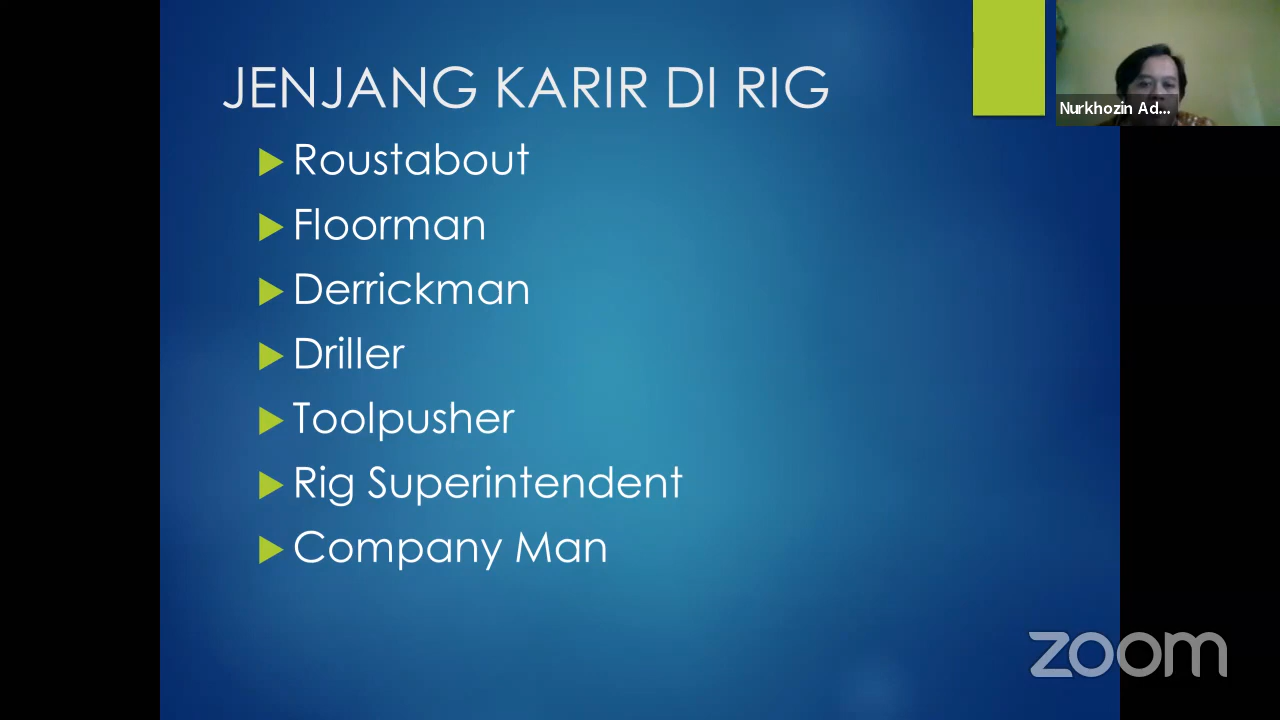 JENJANG KARIR DI RIG
Nurkhozin Ad...
Roustabout
Floorman
Derrickman
Driller
Toolpusher
Rig Superintendent
Company Man
zoom